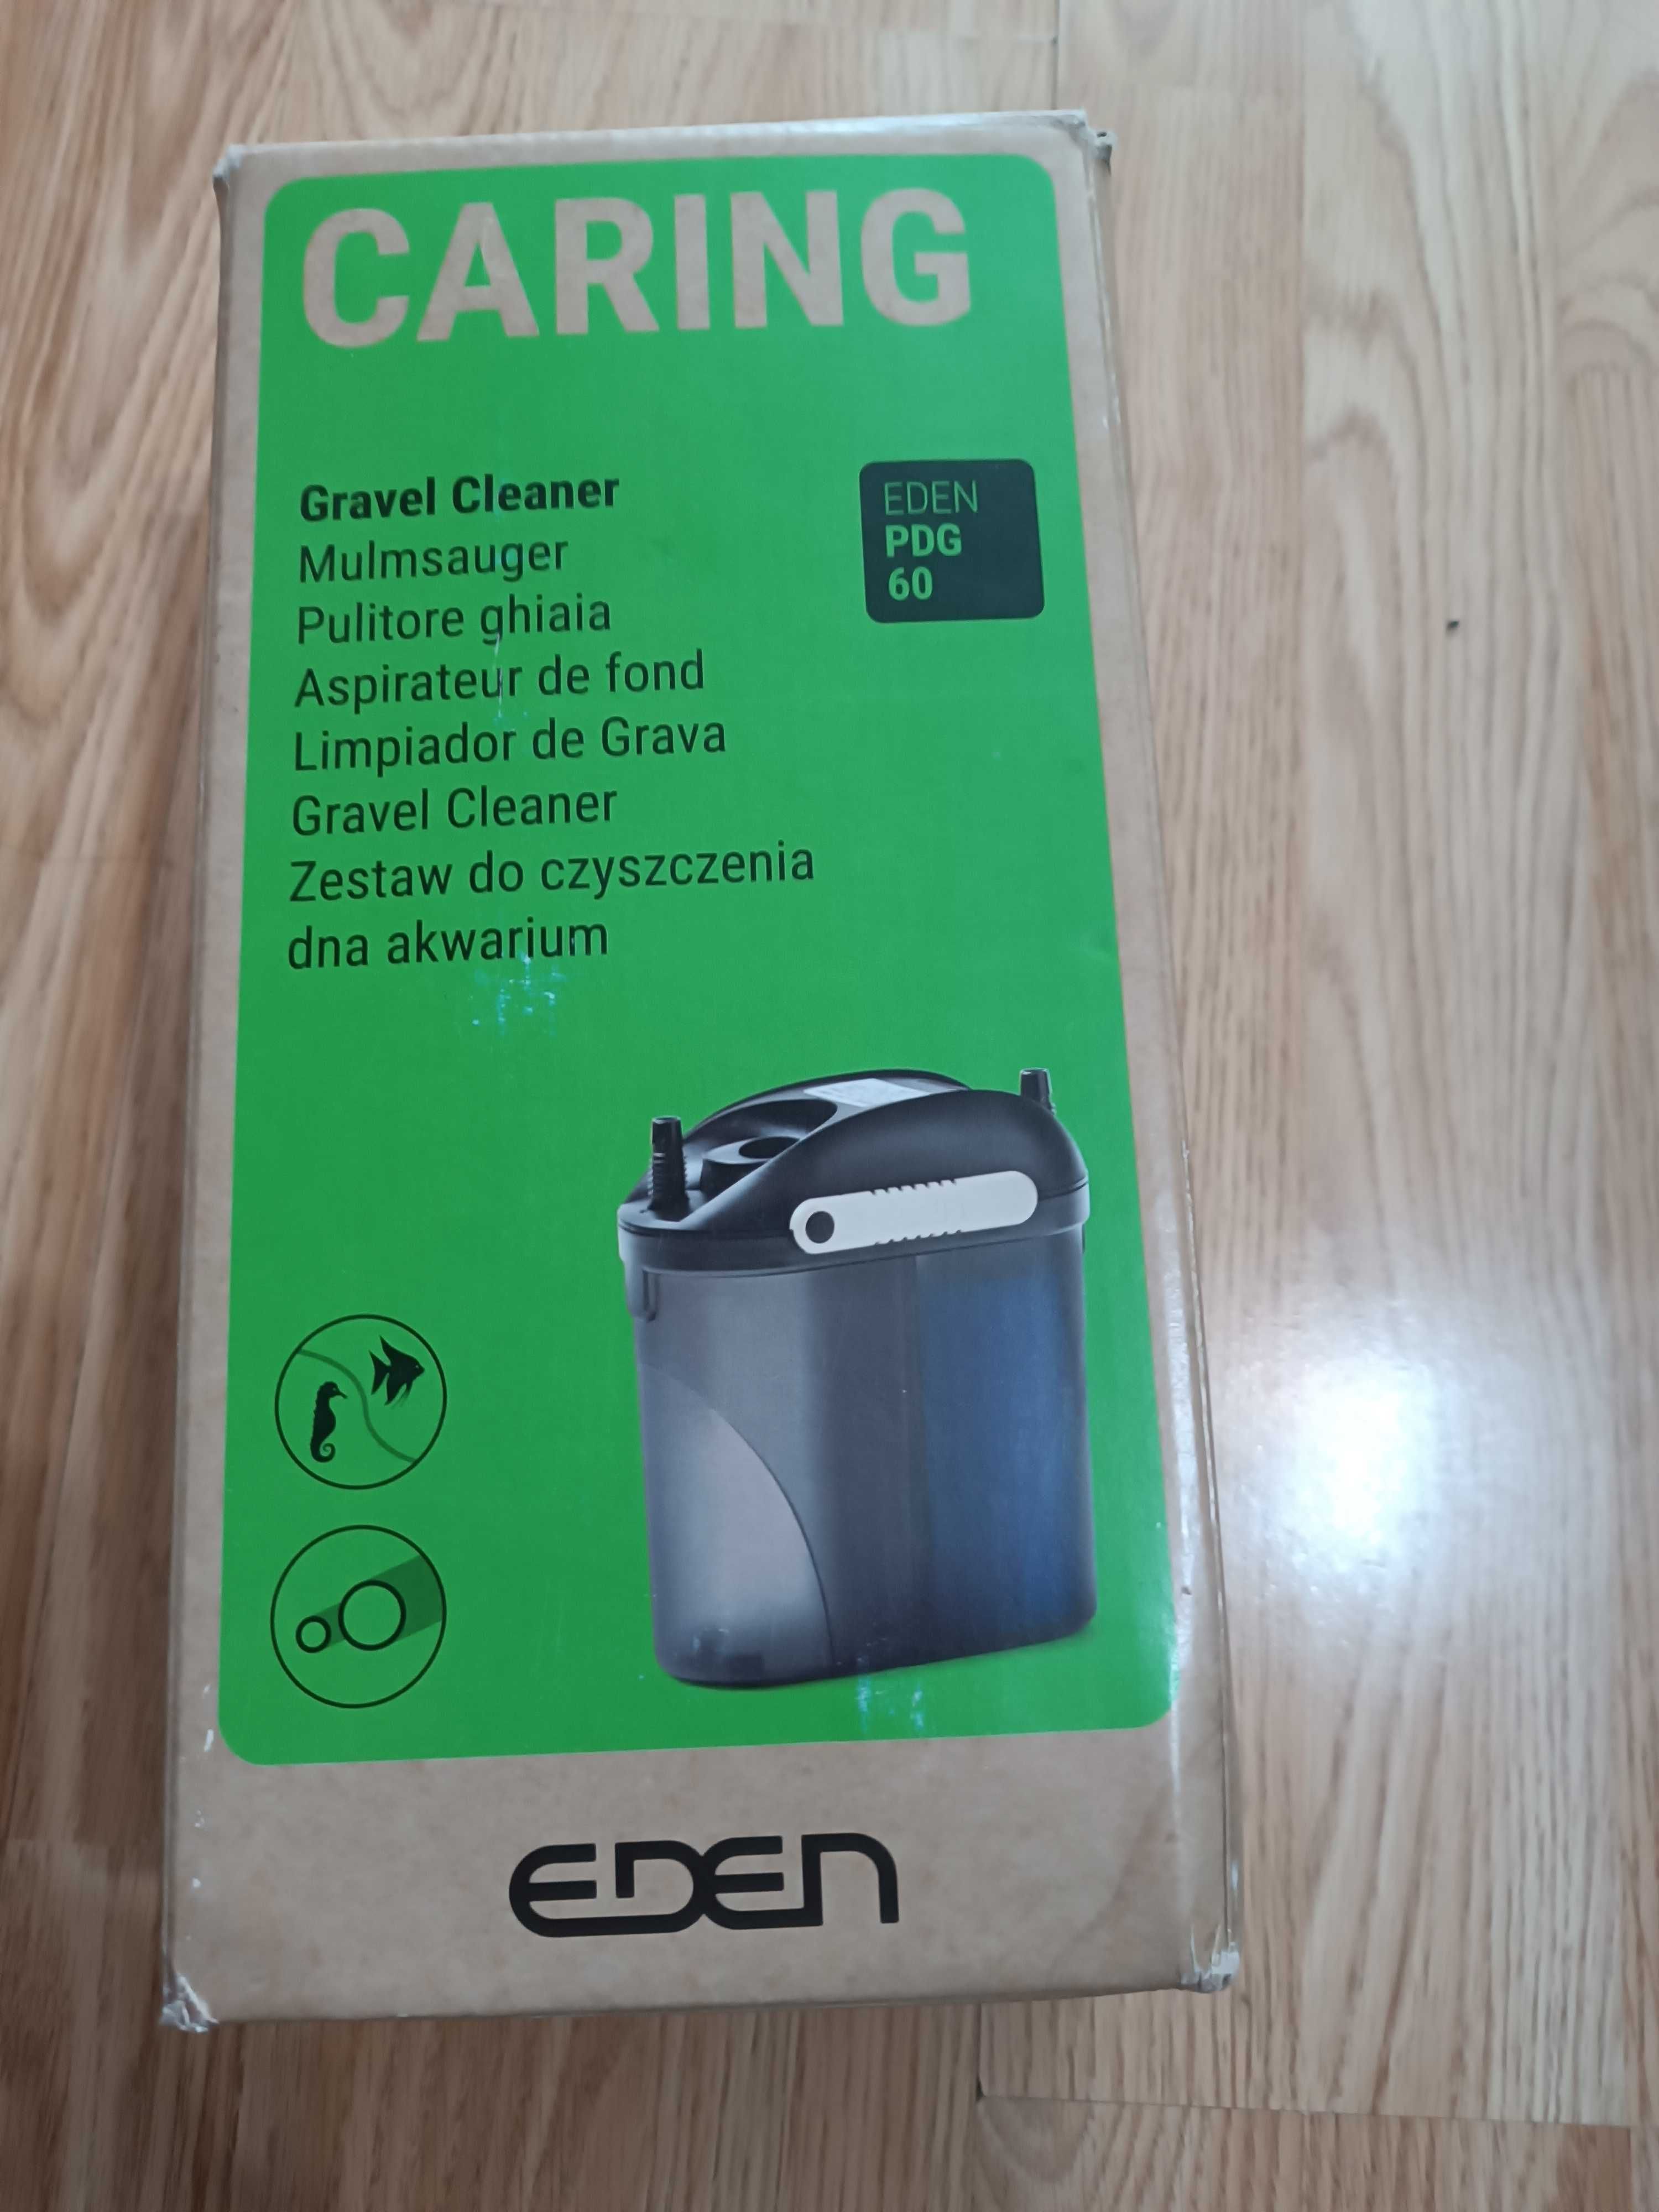 CARING
Gravel Cleaner
Mulmsauger
Pulitore ghiaia
Aspirateur de fond
Limpiador de Grava
Gravel Cleaner
Zestaw do czyszczenia
dna akwarium
EDEN
PDG
60
EDEN